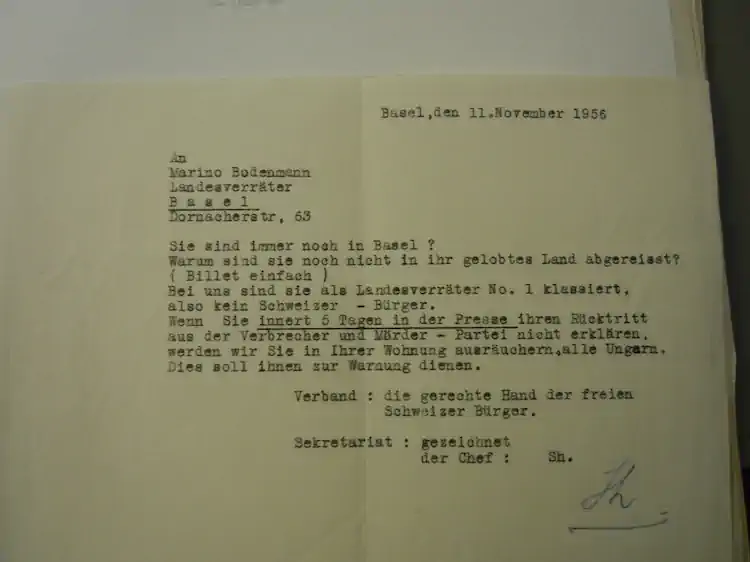 Basel,den 11.November 1956
An
Marino Bodenmann
Landesverräter
B a s e l
Dornacherstr, 63
Sie sind immer noch in Basel ?
Warum sind sie noch nicht in ihr gelobtes Land abgereisst?
( Billet einfach )
Bei uns sind sie als Landesverräter No. 1 klassiert,
also kein Schweizer - Bürger.
Wenn Sie innert 5 Tagen in der Presse ihren Rücktritt
aus der Verbrecher und Mörder - Partei nicht erklären,
werden wir Sie in Ihrer Wohnung ausräuchern,alle Ungarn.
Dies soll ihnen zur Warnung dienen.
Verband : die gerechte Hand der freien
Schweizer Bürger.
Sekretariat : gezeichnet
der Chef : Sh.
Sh